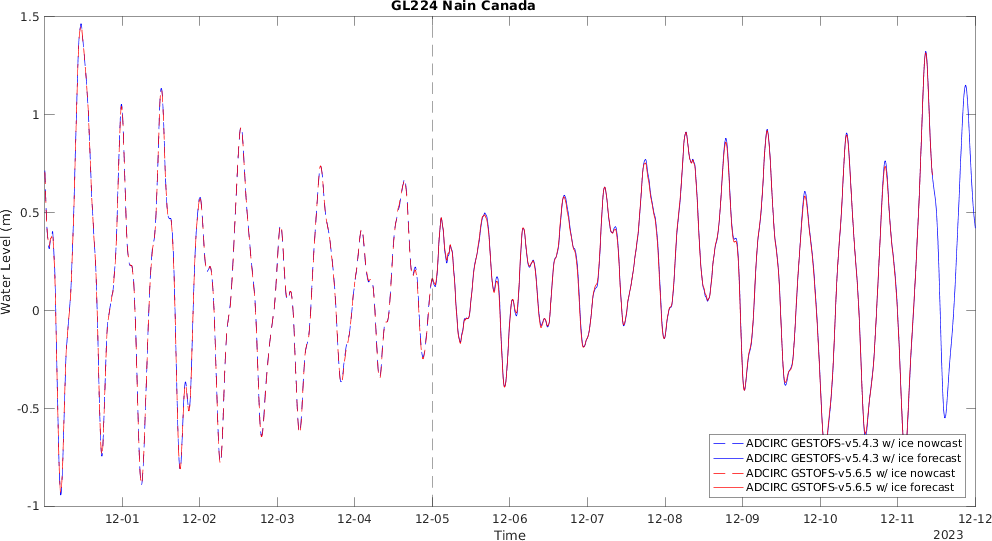 GL224 Nain Canada
Water Level (m)
1.5
1
0.5
0
-0.5
-1
12-01
12-02
12-03
12-04
12-05
12-06
12-07
12-08
12-09
12-10
12-11
12-12
2023
Time
ADCIRC GESTOFS-v5.4.3 w/ ice nowcast
ADCIRC GESTOFS-v5.4.3 w/ ice forecast
ADCIRC GSTOFS-v5.6.5 w/ ice nowcast
ADCIRC GSTOFS-v5.6.5 w/ ice forecast